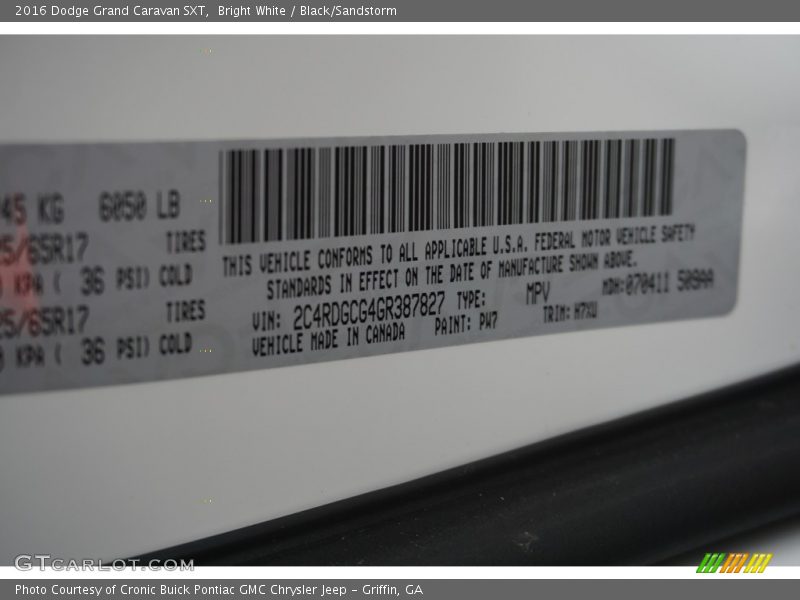 2016 Dodge Grand Caravan SXT, Bright White / Black/Sandstorm
45 KG 6050 LB
25/65R17 TIRES
KPA ( 36 PSI) COLD
25/65R17 TIRES
KPA ( 36 PSI) COLD
THIS VEHICLE CONFORMS TO ALL APPLICABLE U.S.A. FEDERAL MOTOR VEHICLE SAFETY
STANDARDS IN EFFECT ON THE DATE OF MANUFACTURE SHOWN ABOVE.
VIN: 2C4RDGCG4GR387827 TYPE: MPV MDH:070411 509AA
VEHICLE MADE IN CANADA PAINT: PW7 TRIM: H7XU
GTCARLOT.COM
Photo Courtesy of Cronic Buick Pontiac GMC Chrysler Jeep - Griffin, GA